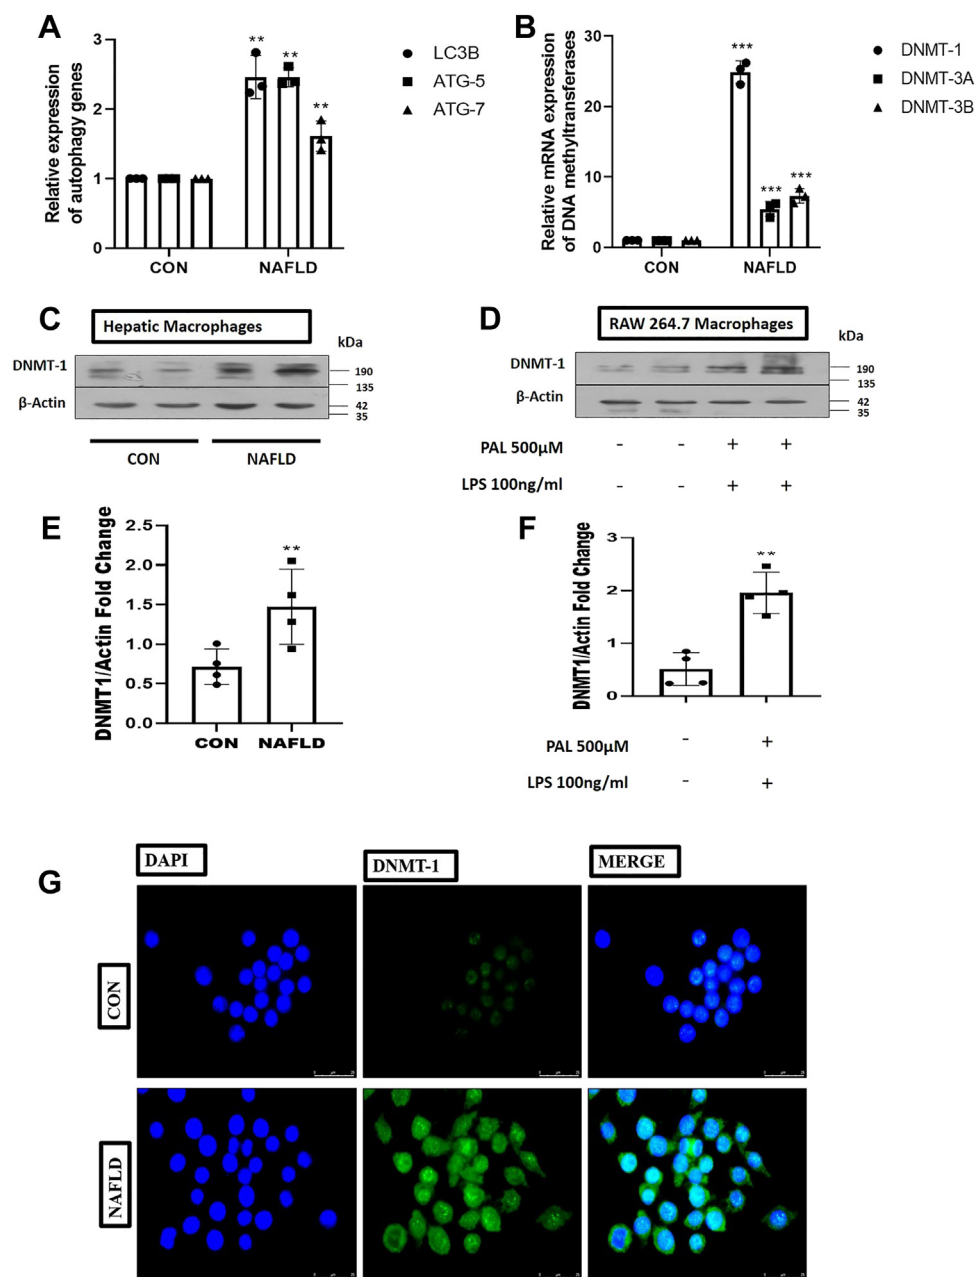 A
Relative expression
of autophagy genes
3
2
1
0
**
**
**
CON
NAFLD
LC3B
ATG-5
ATG-7
B
Relative mRNA expression
of DNA methyltransferases
30
20
10
0
***
***
***
CON
NAFLD
DNMT-1
DNMT-3A
DNMT-3B
C
Hepatic Macrophages
kDa
DNMT-1
190
135
β-Actin
42
35
CON
NAFLD
D
RAW 264.7 Macrophages
kDa
DNMT-1
190
135
β-Actin
42
35
PAL 500μM - - + +
LPS 100ng/ml - - + +
E
DNMT1/Actin Fold Change
2.5
2.0
1.5
1.0
0.5
0.0
**
CON
NAFLD
F
DNMT1/Actin Fold Change
3
2
1
0
**
PAL 500μM - +
LPS 100ng/ml - +
G
DAPI
DNMT-1
MERGE
CON
NAFLD